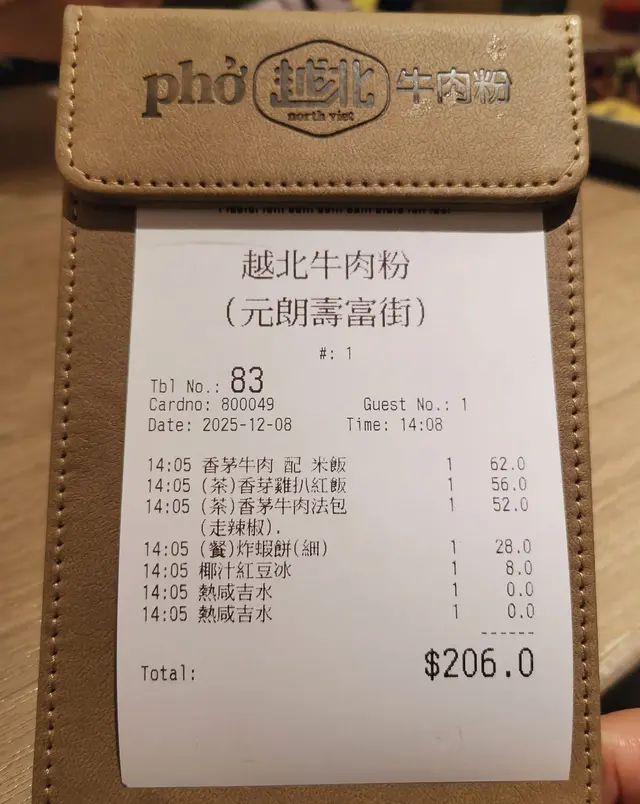 phở 越北 牛肉粉
north viet
越北牛肉粉
(元朗壽富街)
#: 1
Tbl No.: 83
Cardno: 800049 Guest No.: 1
Date: 2025-12-08 Time: 14:08
14:05 香茅牛肉 配 米飯 1 62.0
14:05 (茶)香芽雞扒紅飯 1 56.0
14:05 (茶)香茅牛肉法包 1 52.0
(走辣椒).
14:05 (餐)炸蝦餅(細) 1 28.0
14:05 椰汁紅豆冰 1 8.0
14:05 熱咸吉水 1 0.0
14:05 熱咸吉水 1 0.0
------
Total: $206.0